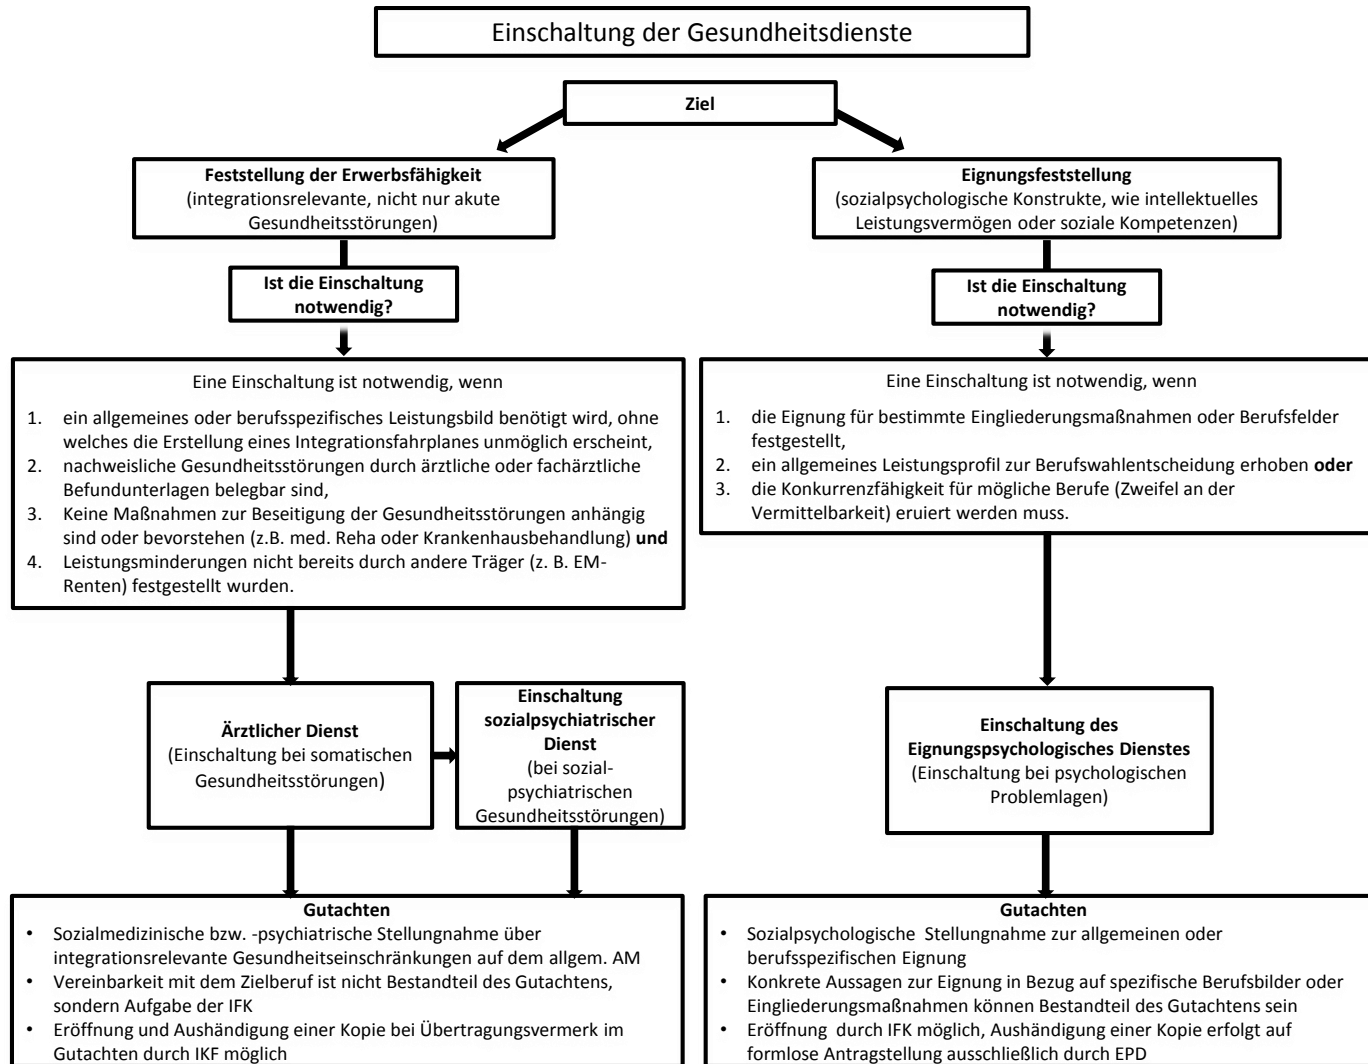 Einschaltung der Gesundheitsdienste
Ziel
Feststellung der Erwerbsfähigkeit
(integrationsrelevante, nicht nur akute
Gesundheitsstörungen)
Ist die Einschaltung
notwendig?
Eine Einschaltung ist notwendig, wenn
1. ein allgemeines oder berufsspezifisches Leistungsbild benötigt wird, ohne
welches die Erstellung eines Integrationsfahrplanes unmöglich erscheint,
2. nachweisliche Gesundheitsstörungen durch ärztliche oder fachärztliche
Befundunterlagen belegbar sind,
3. Keine Maßnahmen zur Beseitigung der Gesundheitsstörungen anhängig
sind oder bevorstehen (z.B. med. Reha oder Krankenhausbehandlung) und
4. Leistungsminderungen nicht bereits durch andere Träger (z. B. EM-
Renten) festgestellt wurden.
Ärztlicher Dienst
(Einschaltung bei somatischen
Gesundheitsstörungen)
Einschaltung
sozialpsychiatrischer
Dienst
(bei sozial-
psychiatrischen
Gesundheitsstörungen)
Gutachten
• Sozialmedizinische bzw. -psychiatrische Stellungnahme über
integrationsrelevante Gesundheitseinschränkungen auf dem allgem. AM
• Vereinbarkeit mit dem Zielberuf ist nicht Bestandteil des Gutachtens,
sondern Aufgabe der IFK
• Eröffnung und Aushändigung einer Kopie bei Übertragungsvermerk im
Gutachten durch IKF möglich
Eignungsfeststellung
(sozialpsychologische Konstrukte, wie intellektuelles
Leistungsvermögen oder soziale Kompetenzen)
Ist die Einschaltung
notwendig?
Eine Einschaltung ist notwendig, wenn
1. die Eignung für bestimmte Eingliederungsmaßnahmen oder Berufsfelder
festgestellt,
2. ein allgemeines Leistungsprofil zur Berufswahlentscheidung erhoben oder
3. die Konkurrenzfähigkeit für mögliche Berufe (Zweifel an der
Vermittelbarkeit) eruiert werden muss.
Einschaltung des
Eignungspsychologisches Dienstes
(Einschaltung bei psychologischen
Problemlagen)
Gutachten
• Sozialpsychologische Stellungnahme zur allgemeinen oder
berufsspezifischen Eignung
• Konkrete Aussagen zur Eignung in Bezug auf spezifische Berufsbilder oder
Eingliederungsmaßnahmen können Bestandteil des Gutachtens sein
• Eröffnung durch IFK möglich, Aushändigung einer Kopie erfolgt auf
formlose Antragstellung ausschließlich durch EPD